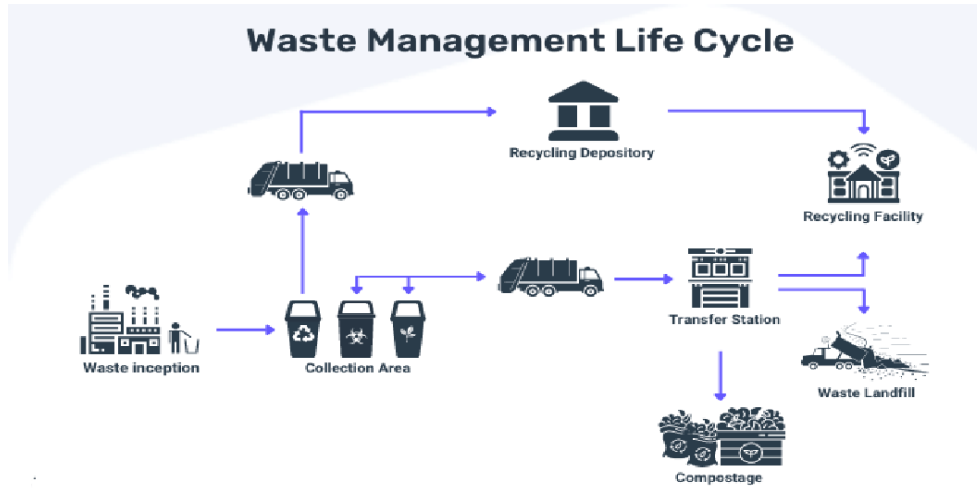 Waste Management Life Cycle
Recycling Depository
Recycling Facility
Transfer Station
Waste inception
Collection Area
Waste Landfill
Compostage